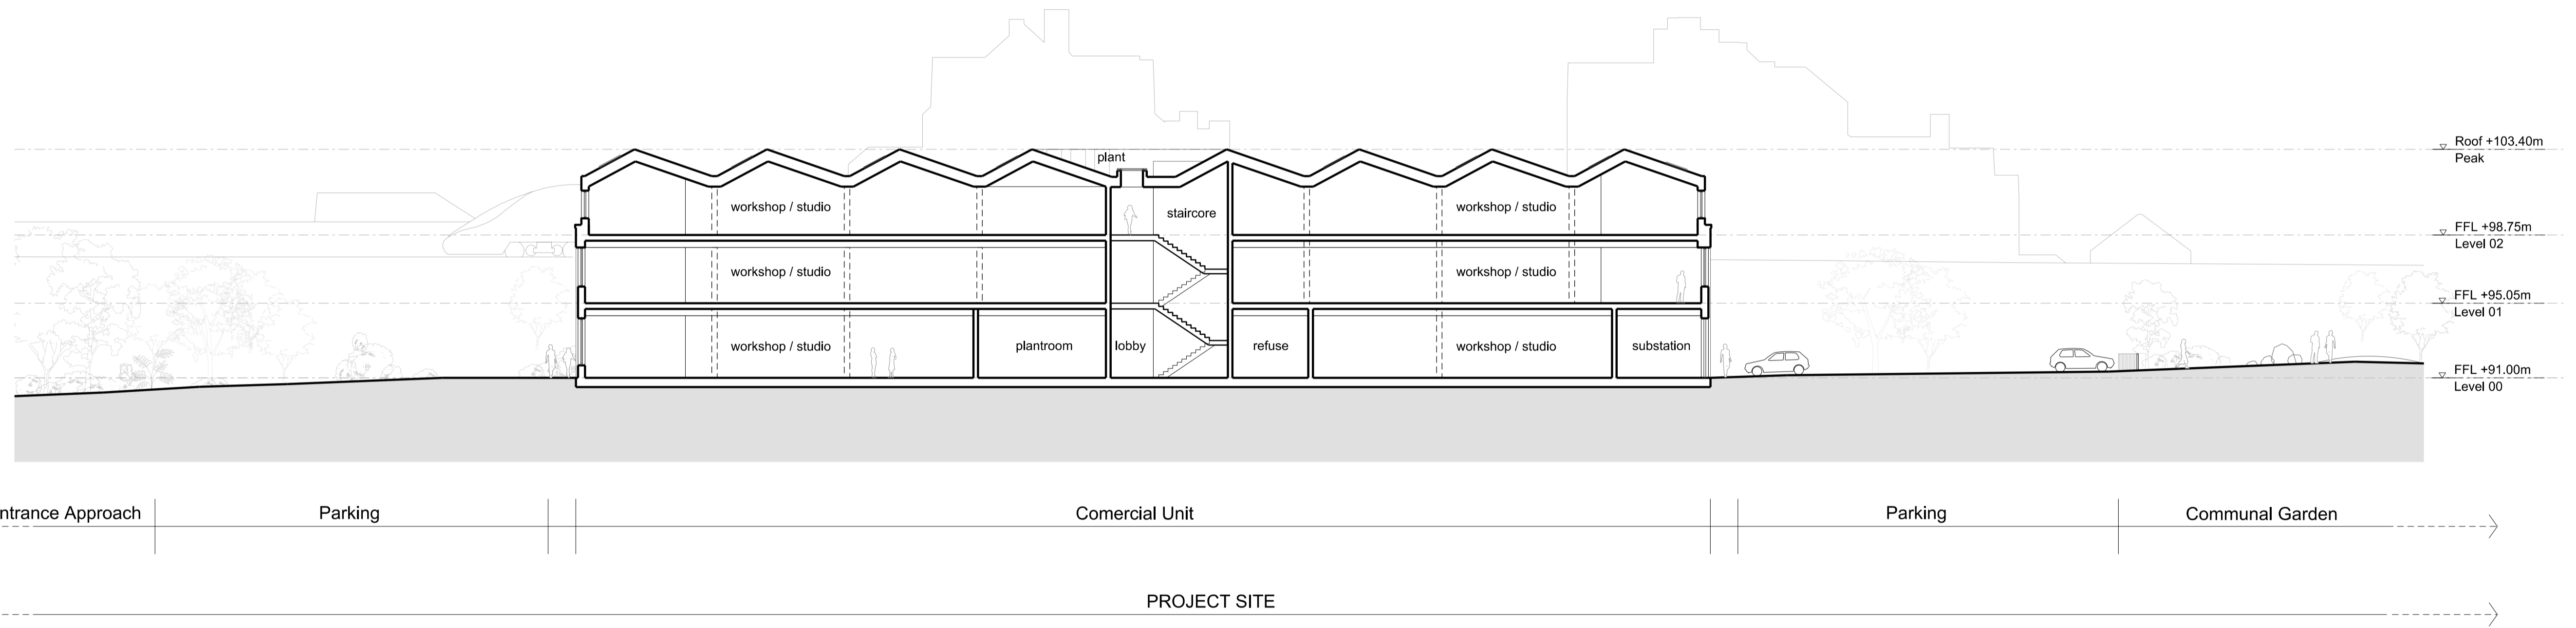 Roof +103.40m
Peak
plant
workshop / studio
staircore
workshop / studio
FFL +98.75m
Level 02
workshop / studio
workshop / studio
FFL +95.05m
Level 01
workshop / studio
plantroom
lobby
refuse
workshop / studio
substation
FFL +91.00m
Level 00
ntrance Approach
Parking
Comercial Unit
Parking
Communal Garden
PROJECT SITE